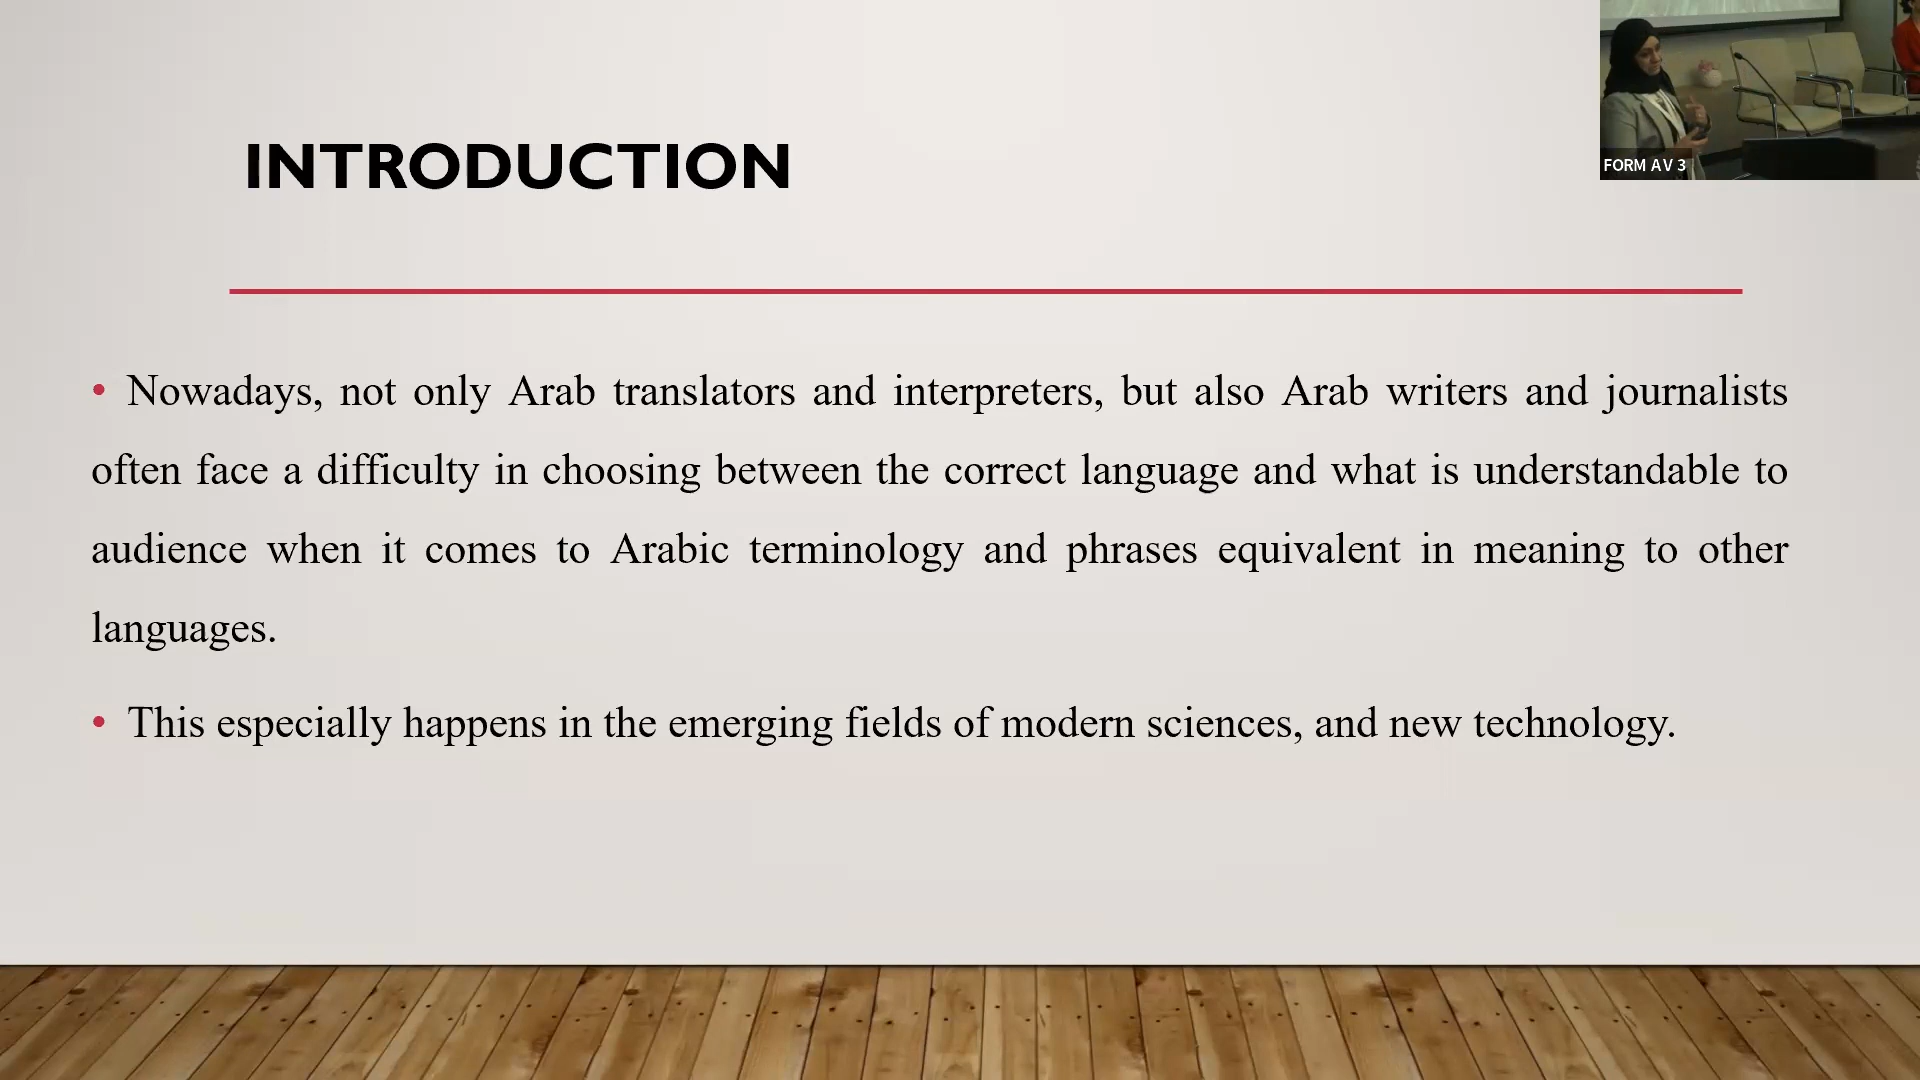 FORM AV 3
INTRODUCTION
• Nowadays, not only Arab translators and interpreters, but also Arab writers and journalists
often face a difficulty in choosing between the correct language and what is understandable to
audience when it comes to Arabic terminology and phrases equivalent in meaning to other
languages.
• This especially happens in the emerging fields of modern sciences, and new technology.